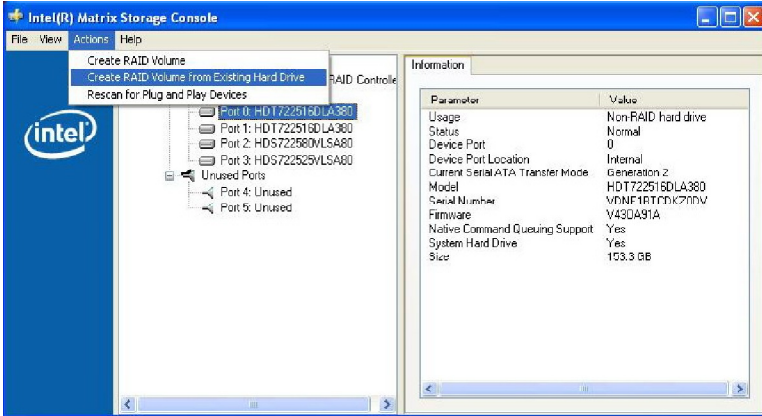 Intel(R) Matrix Storage Console
File View Actions Help
Create RAID Volume
Create RAID Volume from Existing Hard Drive
Rescan for Plug and Play Devices
RAID Controlle
Port 0: HDT722516DLA380
Port 1: HDT722516DLA380
Port 2: HDS722580VLSA80
Port 3: HDS722525VLSA80
Unused Ports
Port 4: Unused
Port 5: Unused
intel
Information
Parameter Value
Usage Non-RAID hard drive
Status Normal
Device Port 0
Device Port Location Internal
Current Serial ATA Transfer Mode Generation 2
Model HDT722516DLA380
Serial Number
Firmware V43OA91A
Native Command Queuing Support Yes
System Hard Drive Yes
Size 153.3 GB